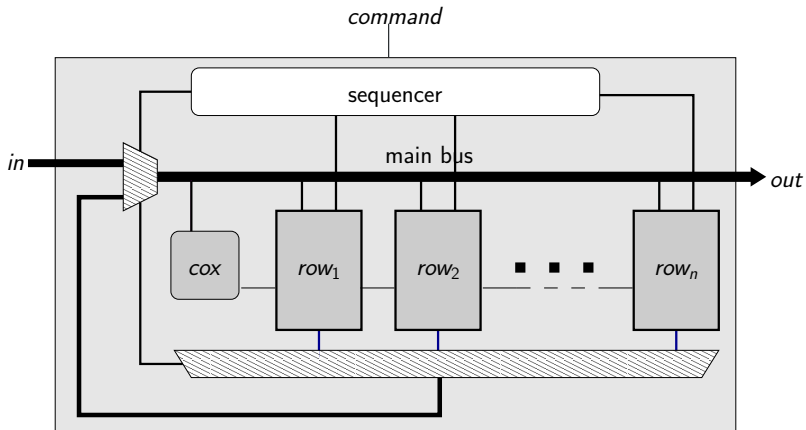 command
sequencer
main bus
in
out
cox
row₁
row₂
rowₙ